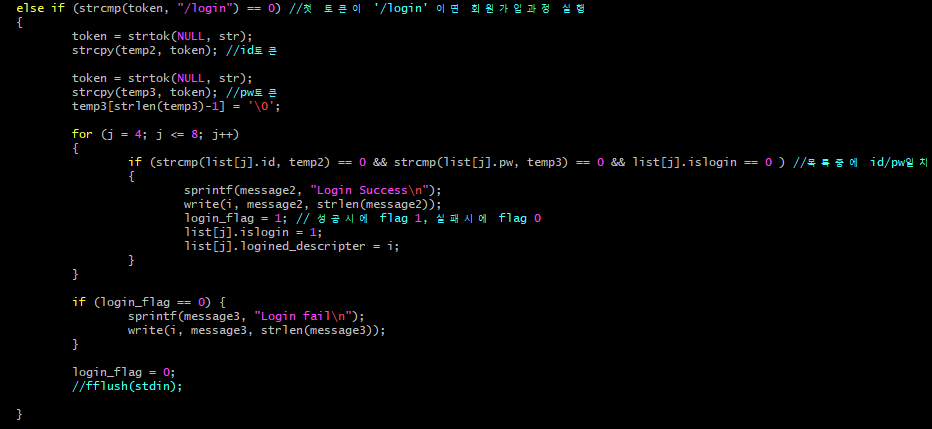 else if (strcmp(token, "/login") == 0) //첫 토큰이 '/login'이면 회원가입과정 실행
{
token = strtok(NULL, str);
strcpy(temp2, token); //id토큰
token = strtok(NULL, str);
strcpy(temp3, token); //pw토큰
temp3[strlen(temp3)-1] = '\0';
for (j = 4; j <= 8; j++)
{
if (strcmp(list[j].id, temp2) == 0 && strcmp(list[j].pw, temp3) == 0 && list[j].islogin == 0 ) //목록중에 id/pw일치
{
sprintf(message2, "Login Success\n");
write(i, message2, strlen(message2));
login_flag = 1; // 성공시에 flag 1, 실패시에 flag 0
list[j].islogin = 1;
list[j].logined_descripter = i;
}
}
if (login_flag == 0) {
sprintf(message3, "Login fail\n");
write(i, message3, strlen(message3));
}
login_flag = 0;
//fflush(stdin);
}